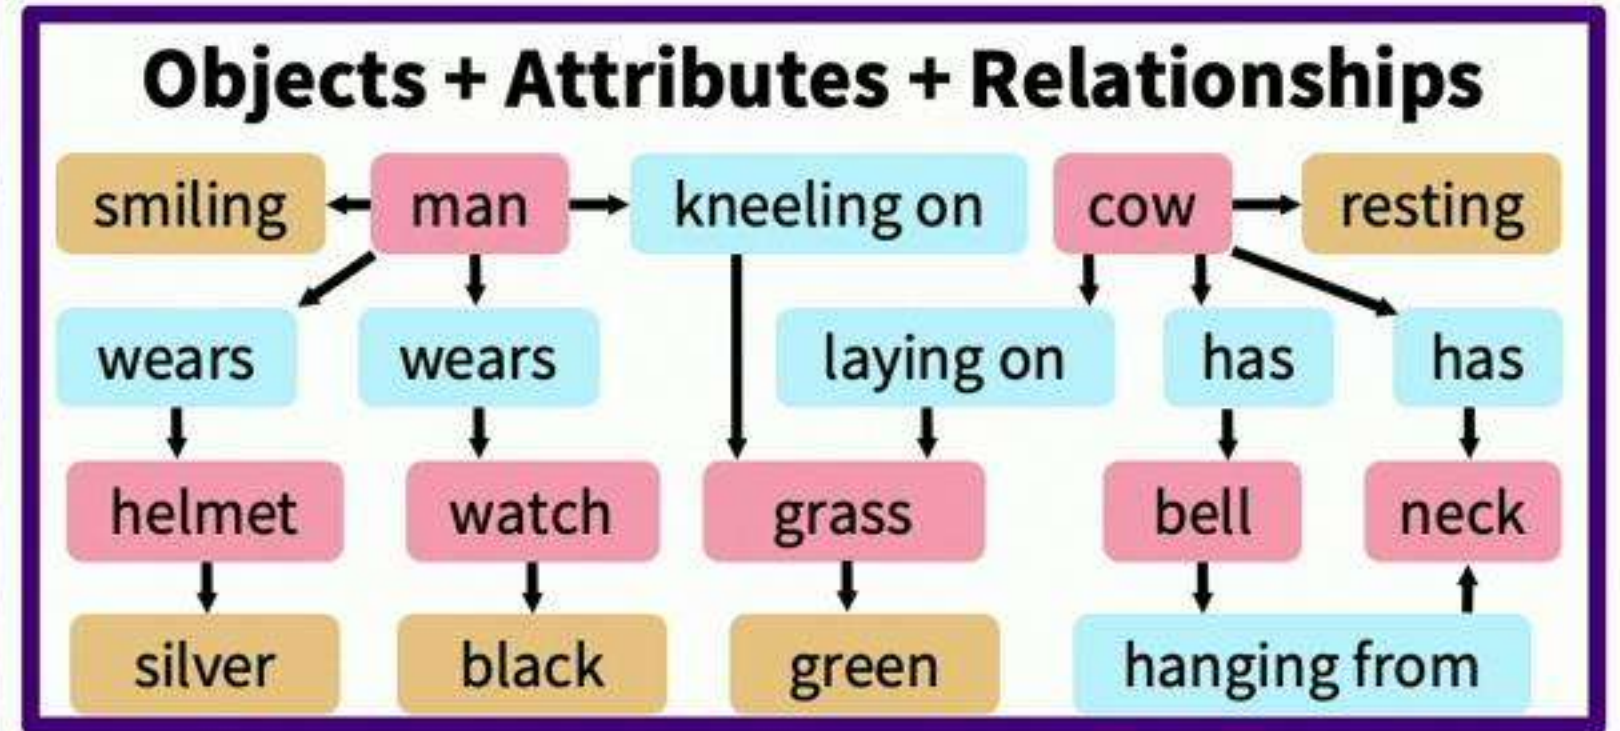 Objects + Attributes + Relationships
smiling man kneeling on cow resting
wears wears laying on has has
helmet watch grass bell neck
silver black green hanging from